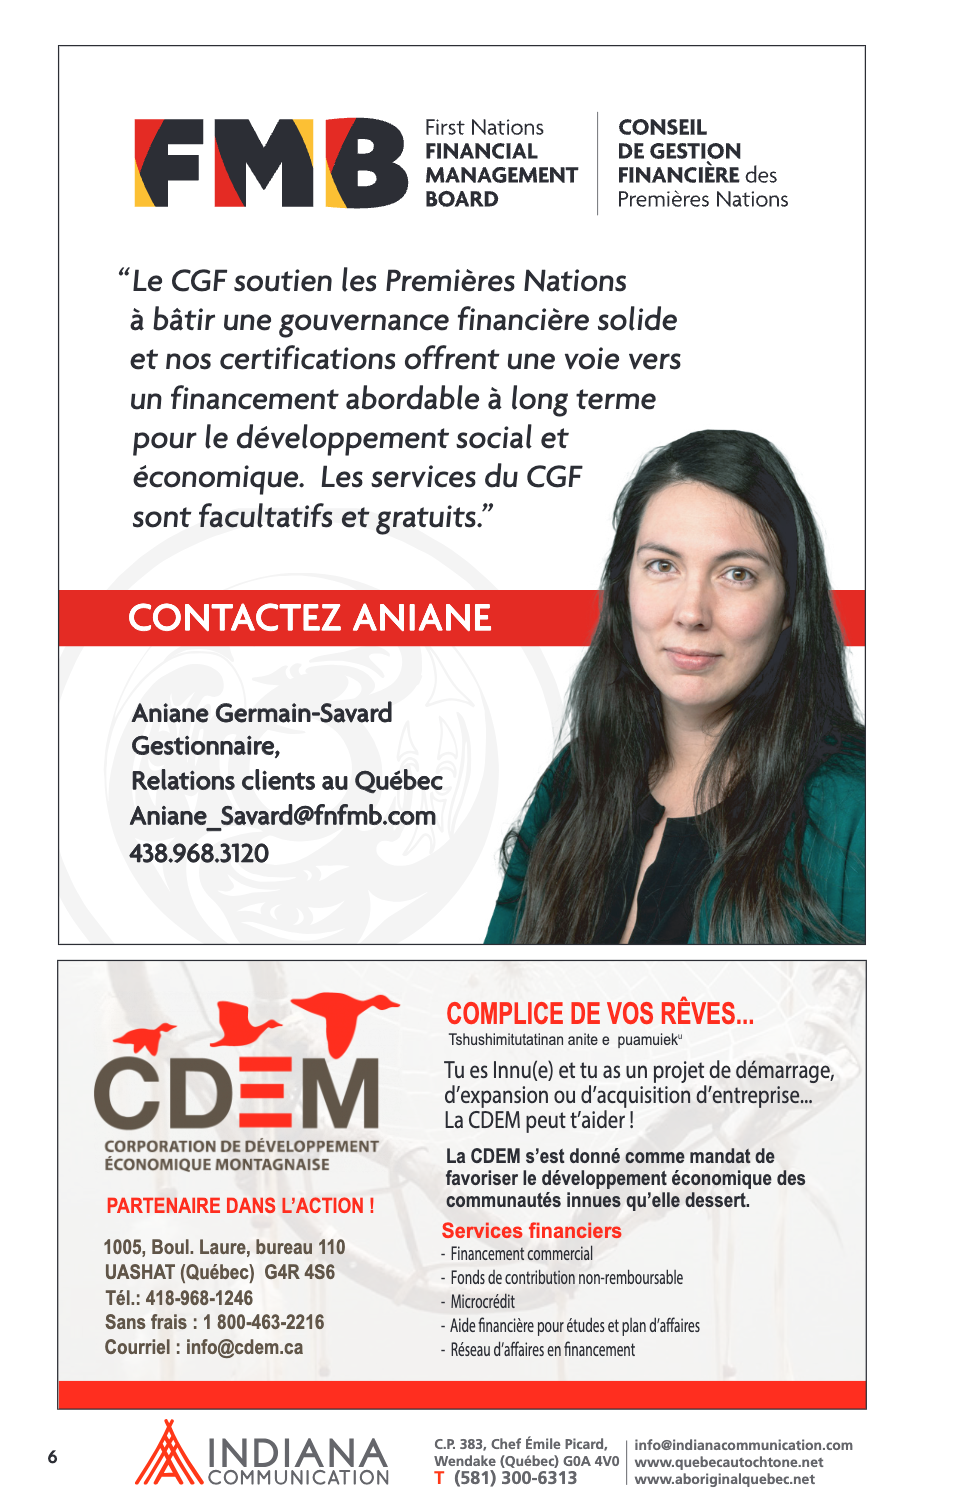 FMB
First Nations
FINANCIAL
MANAGEMENT
BOARD
CONSEIL
DE GESTION
FINANCIÈRE des
Premières Nations
“Le CGF soutien les Premières Nations
à bâtir une gouvernance financière solide
et nos certifications offrent une voie vers
un financement abordable à long terme
pour le développement social et
économique. Les services du CGF
sont facultatifs et gratuits.”
CONTACTEZ ANIANE
Aniane Germain-Savard
Gestionnaire,
Relations clients au Québec
Aniane_Savard@fnfmb.com
438.968.3120
CDEM
CORPORATION DE DÉVELOPPEMENT
ÉCONOMIQUE MONTAGNAISE
PARTENAIRE DANS L’ACTION !
1005, Boul. Laure, bureau 110
UASHAT (Québec) G4R 4S6
Tél.: 418-968-1246
Sans frais : 1 800-463-2216
Courriel : info@cdem.ca
COMPLICE DE VOS RÊVES...
Tshushimitutatinan anite e puamuiekᵘ
Tu es Innu(e) et tu as un projet de démarrage,
d’expansion ou d’acquisition d’entreprise...
La CDEM peut t’aider !
La CDEM s’est donné comme mandat de
favoriser le développement économique des
communautés innues qu’elle dessert.
Services financiers
- Financement commercial
- Fonds de contribution non-remboursable
- Microcrédit
- Aide financière pour études et plan d’affaires
- Réseau d’affaires en financement
6
INDIANA
COMMUNICATION
C.P. 383, Chef Émile Picard,
Wendake (Québec) G0A 4V0
T (581) 300-6313
info@indianacommunication.com
www.quebecautochtone.net
www.aboriginalquebec.net